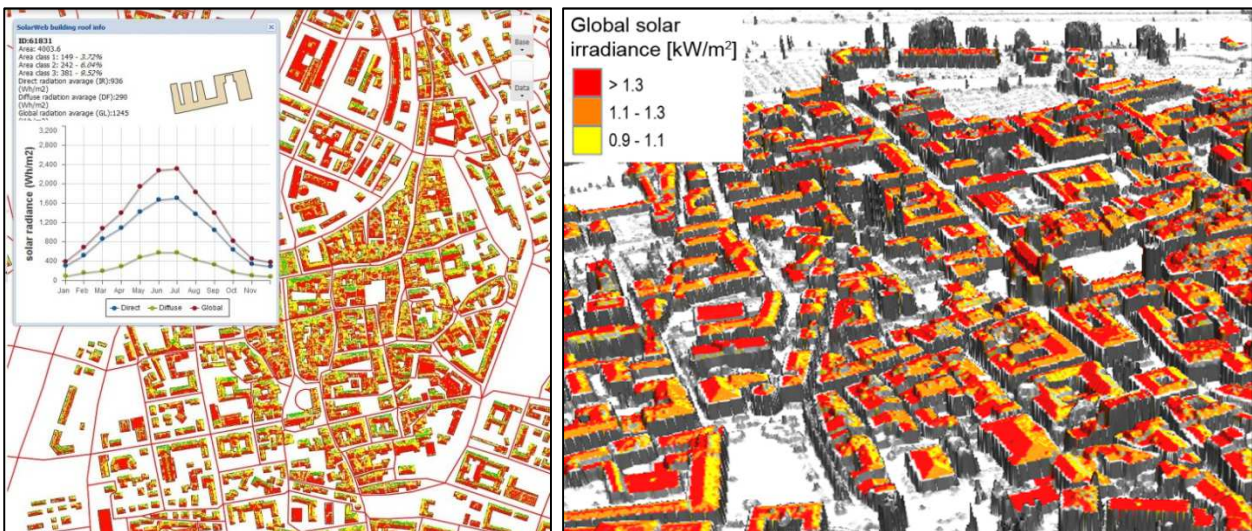 SolarWeb building roof info
ID:61831
Area: 4003.6
Area class 1: 149 - 3.72%
Area class 2: 242 - 6.04%
Area class 3: 381 - 9.52%
Direct radiation avarage (IR):936
(Wh/m2)
Diffuse radiation avarage (DF):290
(Wh/m2)
Global radiation avarage (GL):1245
3,200
2,800
2,400
2,000
1,600
1,200
800
400
0
solar radiance (Wh/m2)
Jan Feb Mar Apr May Jun Jul Aug Sep Oct Nov
Direct Diffuse Global
Base
Data
Global solar
irradiance [kW/m²]
> 1.3
1.1 - 1.3
0.9 - 1.1